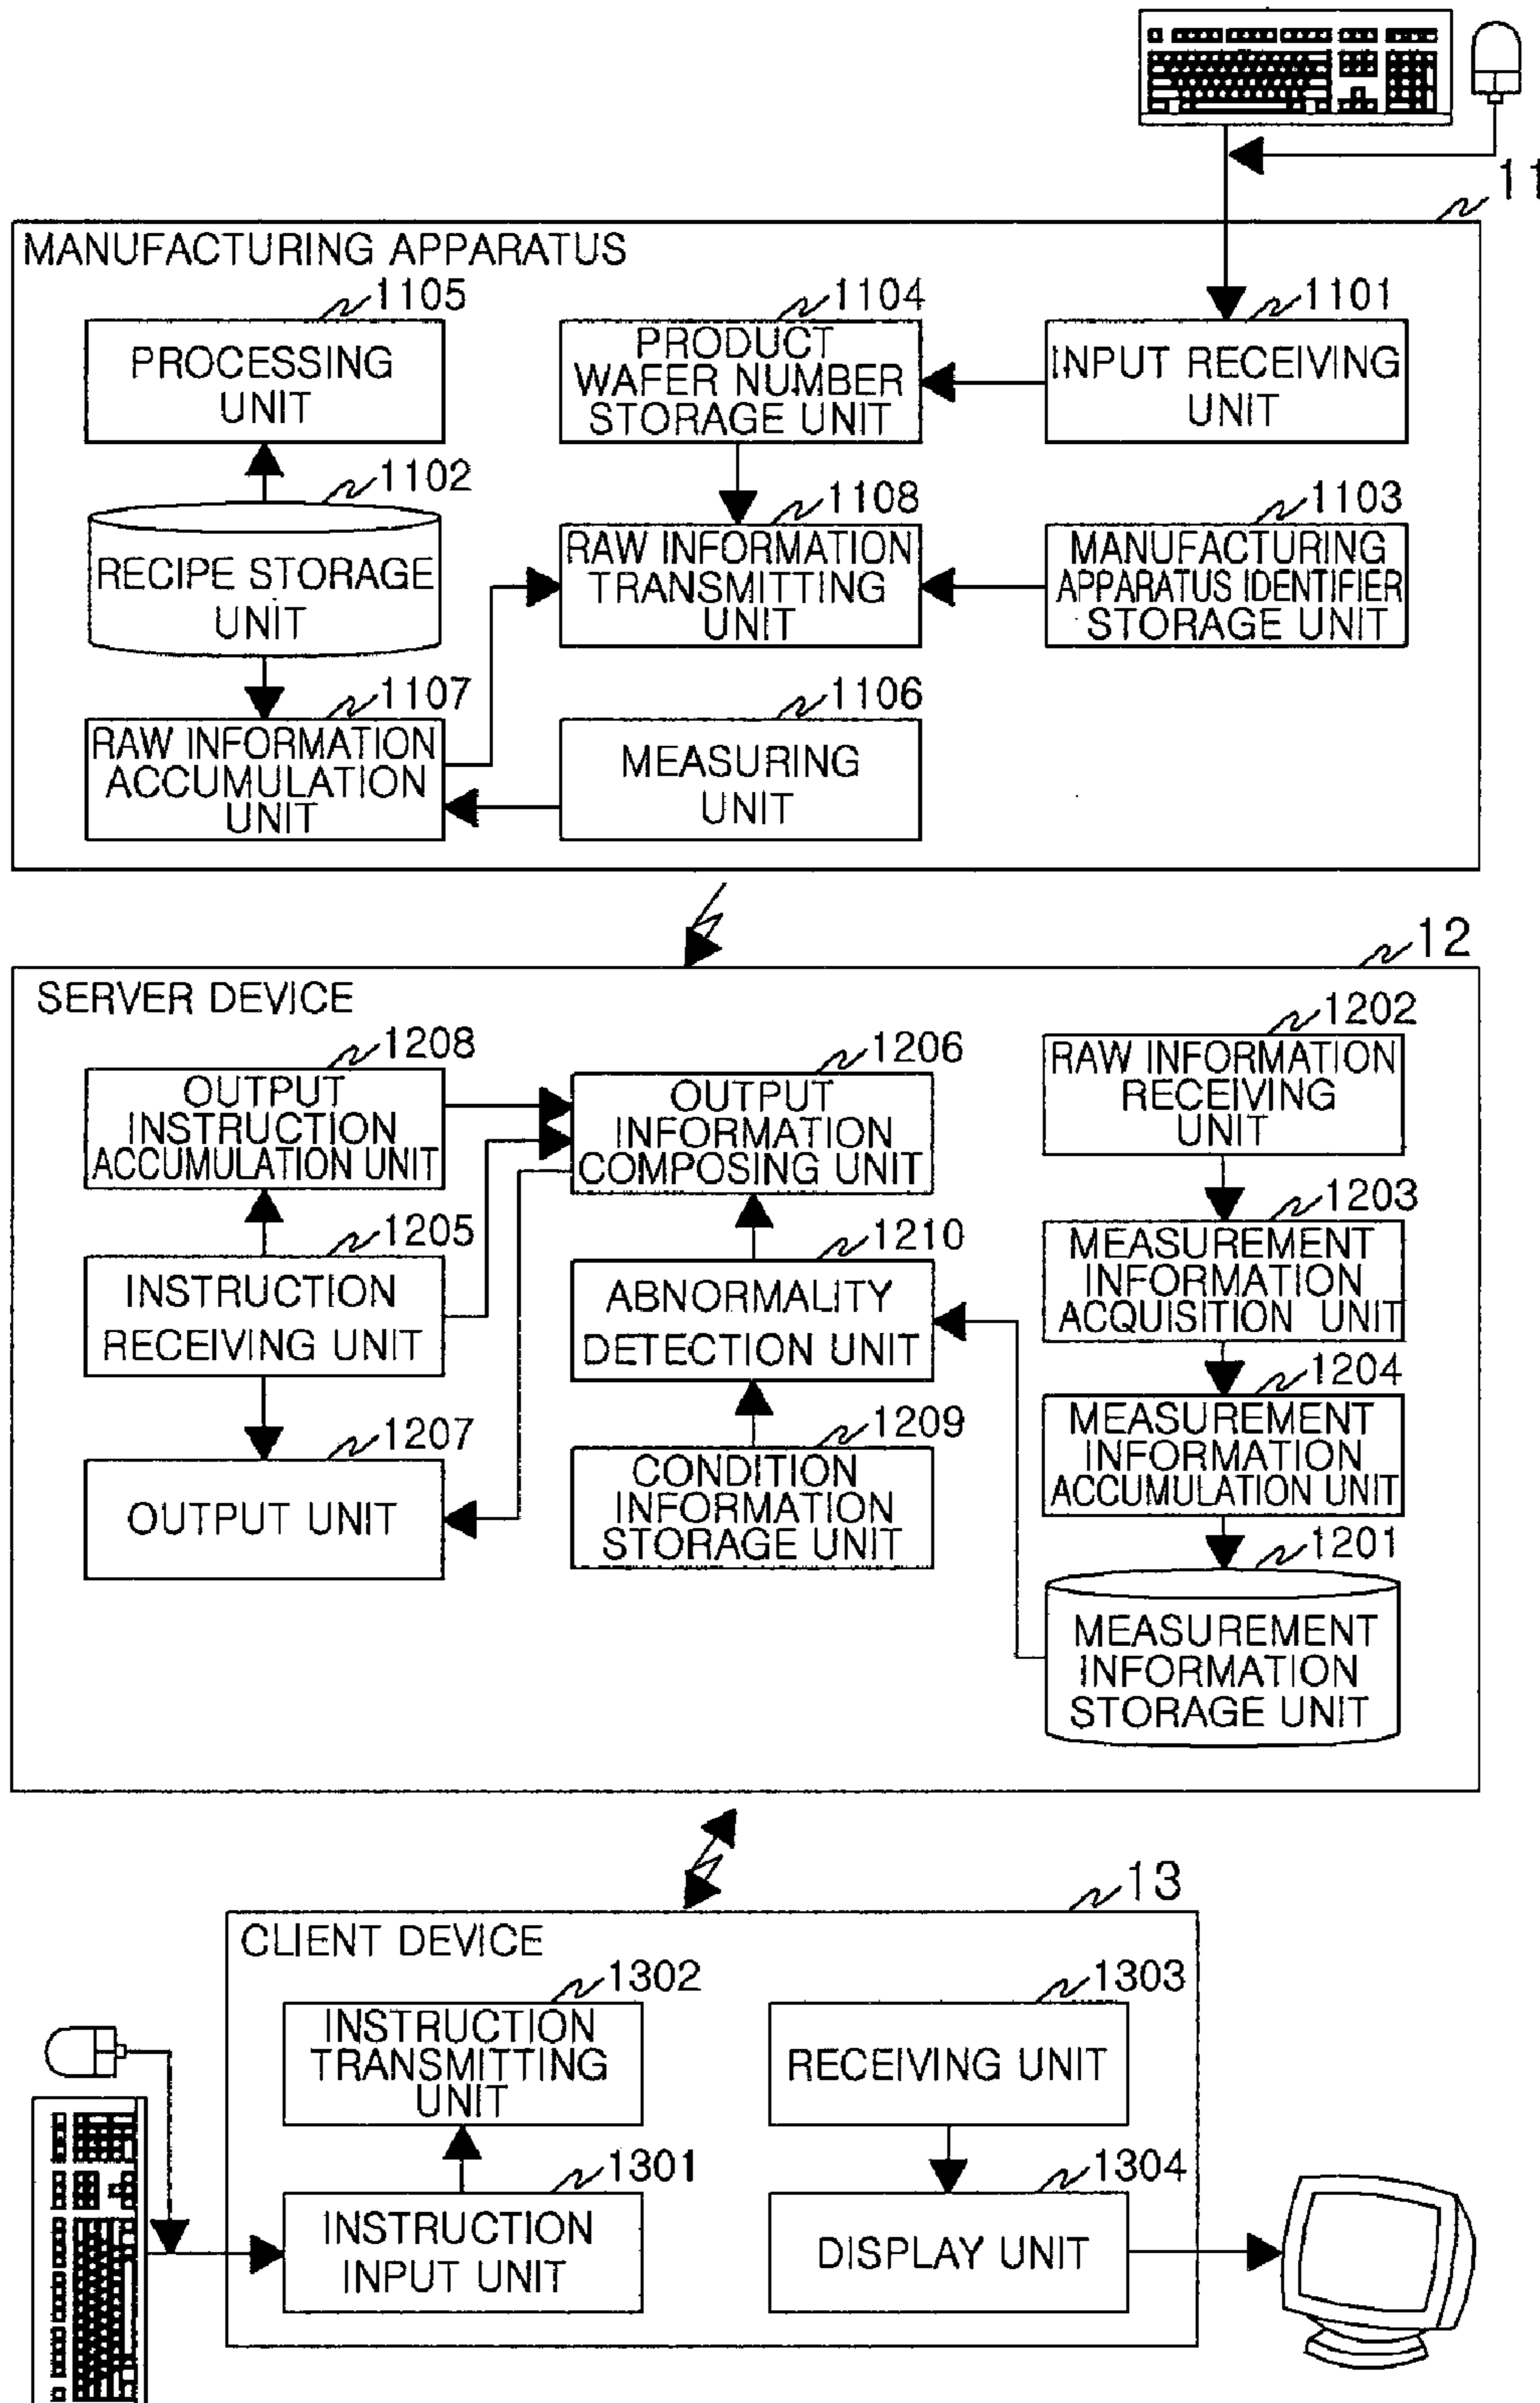 11
MANUFACTURING APPARATUS
1105
PROCESSING
UNIT
1104
PRODUCT
WAFER NUMBER
STORAGE UNIT
1101
INPUT RECEIVING
UNIT
1102
RECIPE STORAGE
UNIT
1108
RAW INFORMATION
TRANSMITTING
UNIT
1103
MANUFACTURING
APPARATUS IDENTIFIER
STORAGE UNIT
1107
RAW INFORMATION
ACCUMULATION
UNIT
1106
MEASURING
UNIT
12
SERVER DEVICE
1208
OUTPUT
INSTRUCTION
ACCUMULATION UNIT
1206
OUTPUT
INFORMATION
COMPOSING UNIT
1202
RAW INFORMATION
RECEIVING
UNIT
1205
INSTRUCTION
RECEIVING UNIT
1210
ABNORMALITY
DETECTION UNIT
1203
MEASUREMENT
INFORMATION
ACQUISITION UNIT
1207
OUTPUT UNIT
1209
CONDITION
INFORMATION
STORAGE UNIT
1204
MEASUREMENT
INFORMATION
ACCUMULATION UNIT
1201
MEASUREMENT
INFORMATION
STORAGE UNIT
13
CLIENT DEVICE
1302
INSTRUCTION
TRANSMITTING
UNIT
1303
RECEIVING UNIT
1301
INSTRUCTION
INPUT UNIT
1304
DISPLAY UNIT